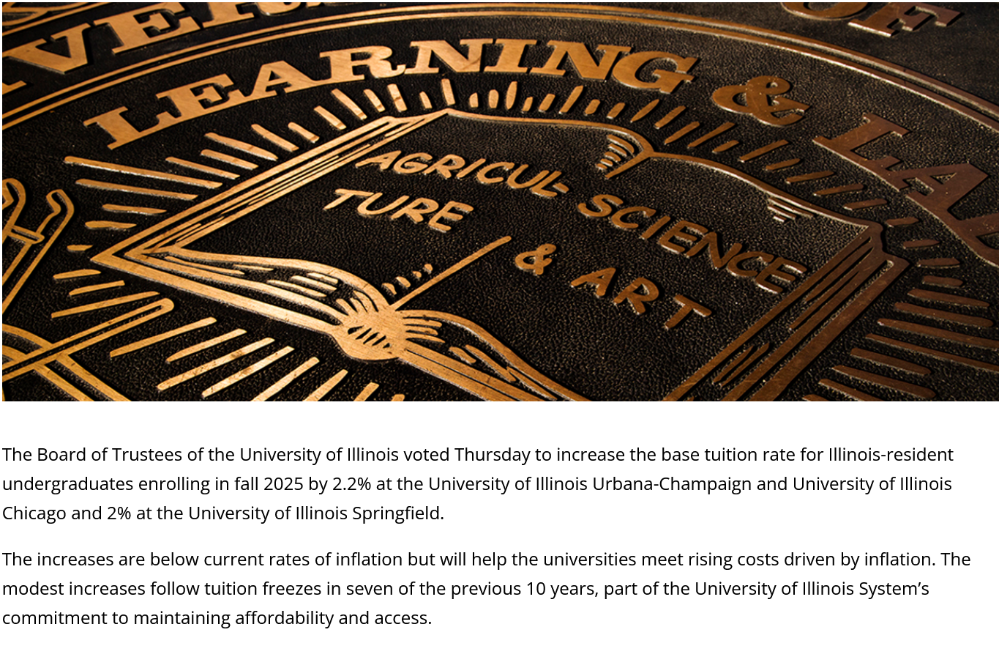 OF
LEARNING & LA
AGRICUL- SCIENCE
TURE & ART
The Board of Trustees of the University of Illinois voted Thursday to increase the base tuition rate for Illinois-resident
undergraduates enrolling in fall 2025 by 2.2% at the University of Illinois Urbana-Champaign and University of Illinois
Chicago and 2% at the University of Illinois Springfield.
The increases are below current rates of inflation but will help the universities meet rising costs driven by inflation. The
modest increases follow tuition freezes in seven of the previous 10 years, part of the University of Illinois System’s
commitment to maintaining affordability and access.